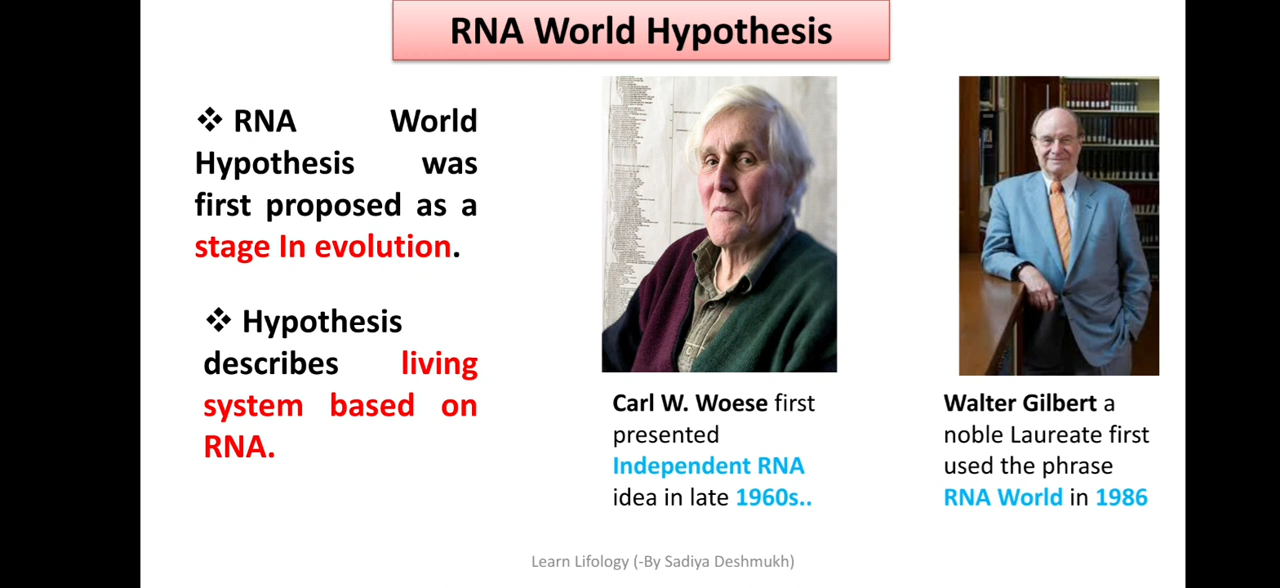 RNA World Hypothesis
❖ RNA World
Hypothesis was
first proposed as a
stage In evolution.
❖ Hypothesis
describes living
system based on
RNA.
Carl W. Woese first
presented
Independent RNA
idea in late 1960s..
Walter Gilbert a
noble Laureate first
used the phrase
RNA World in 1986
Learn Lifology (-By Sadiya Deshmukh)